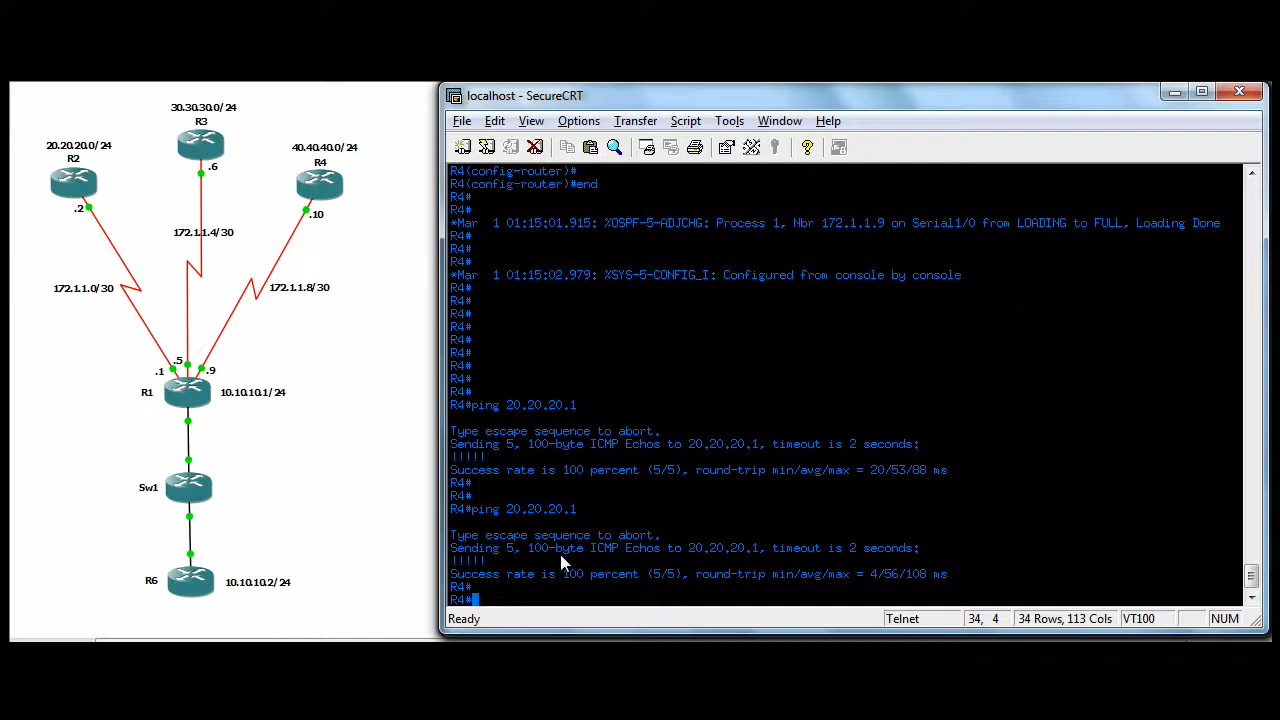 30.30.30.0/24
R3
20.20.20.0/24
R2
40.40.40.0/24
R4
.6
.2
.10
172.1.1.4/30
172.1.1.0/30
172.1.1.8/30
.5
.1
.9
R1
10.10.10.1/24
Sw1
R6
10.10.10.2/24
localhost - SecureCRT
File Edit View Options Transfer Script Tools Window Help
R4(config-router)#
R4(config-router)#end
R4#
R4#
*Mar 1 01:15:01.915: %OSPF-5-ADJCHG: Process 1, Nbr 172.1.1.9 on Serial1/0 from LOADING to FULL, Loading Done
R4#
R4#
R4#
*Mar 1 01:15:02.979: %SYS-5-CONFIG_I: Configured from console by console
R4#
R4#
R4#
R4#
R4#
R4#
R4#
R4#
R4#
R4#ping 20.20.20.1
Type escape sequence to abort.
Sending 5, 100-byte ICMP Echos to 20.20.20.1, timeout is 2 seconds:
!!!!!
Success rate is 100 percent (5/5), round-trip min/avg/max = 20/53/88 ms
R4#
R4#
R4#ping 20.20.20.1
Type escape sequence to abort.
Sending 5, 100-byte ICMP Echos to 20.20.20.1, timeout is 2 seconds:
!!!!!
Success rate is 100 percent (5/5), round-trip min/avg/max = 4/56/108 ms
R4#
R4#
Ready Telnet 34, 4 34 Rows, 113 Cols VT100 NUM